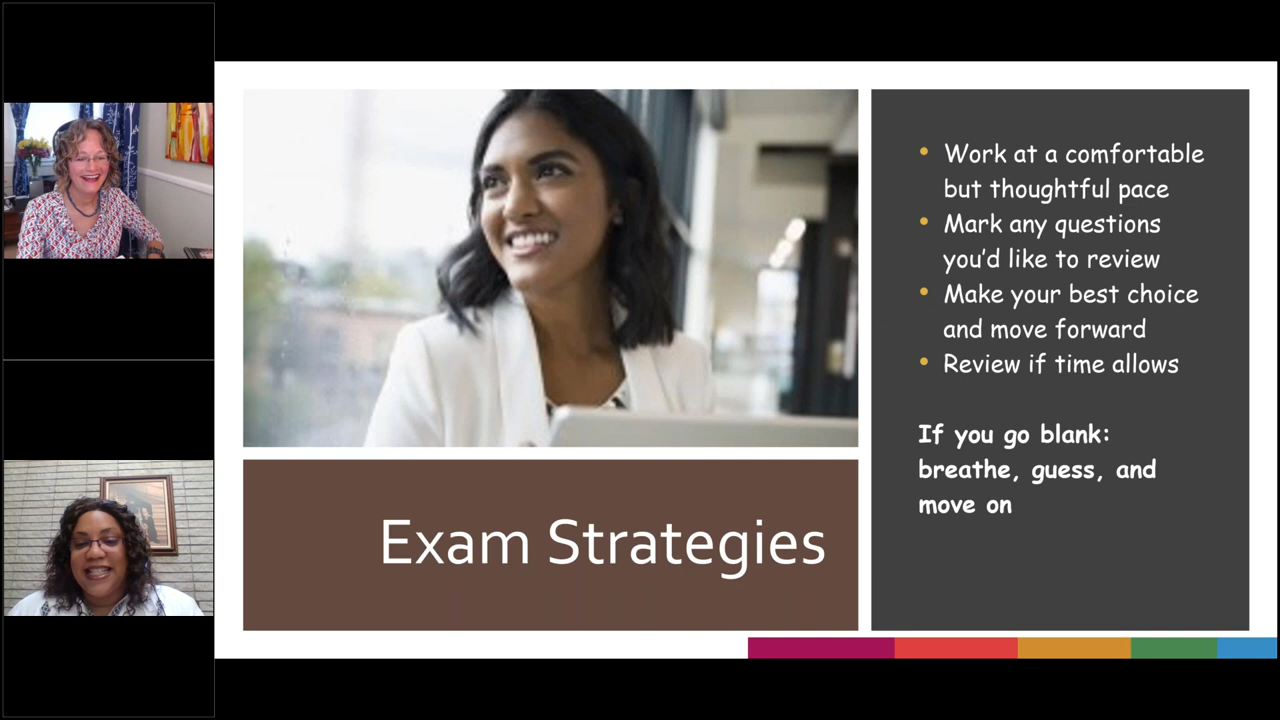 Work at a comfortable
but thoughtful pace
Mark any questions
you'd like to review
Make your best choice
and move forward
Review if time allows
If you go blank:
breathe, guess, and
move on
Exam Strategies